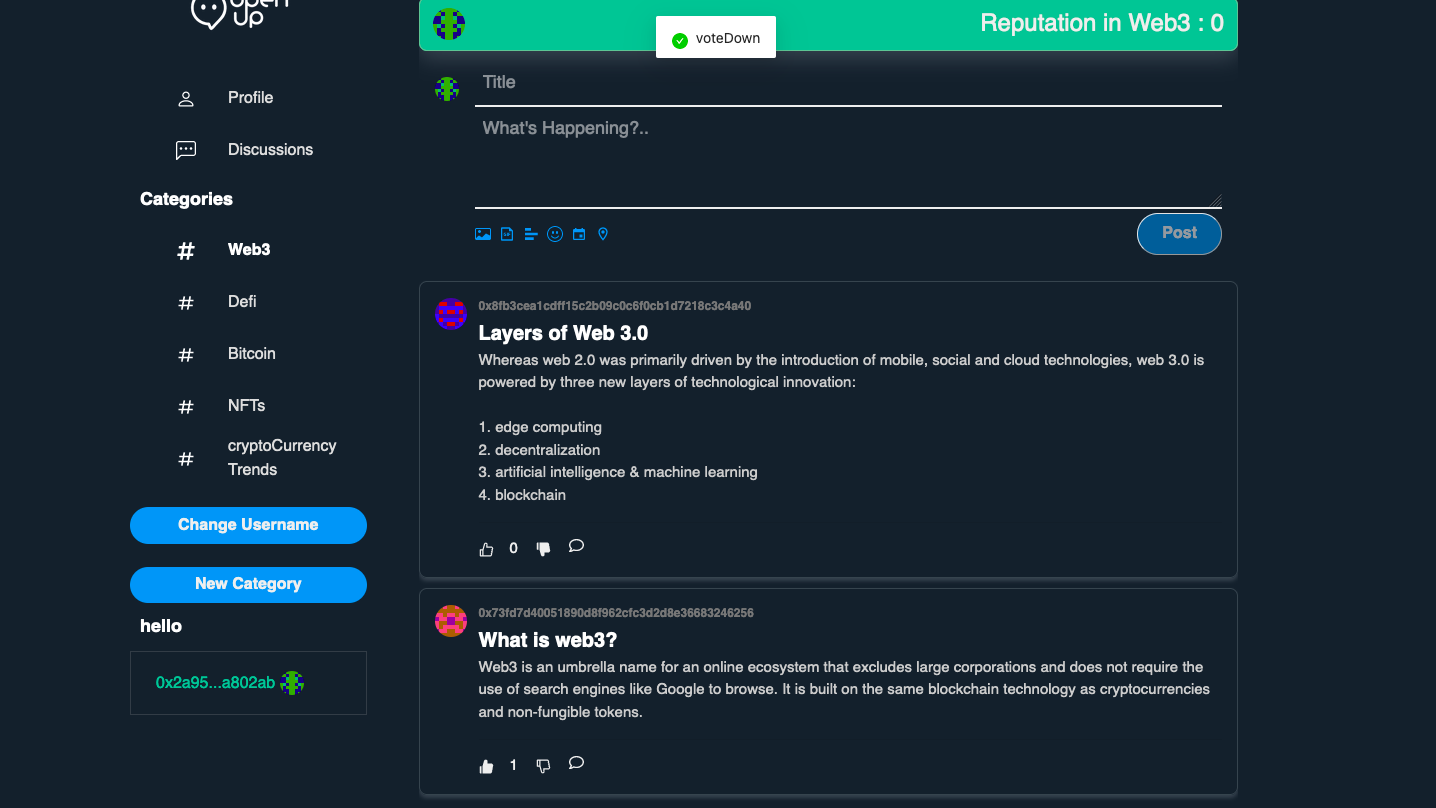 open
Up
Profile
Discussions
Categories
Web3
Defi
Bitcoin
NFTs
cryptoCurrency
Trends
Change Username
New Category
hello
0x2a95...a802ab
Reputation in Web3 : 0
voteDown
Title
What's Happening?..
Post
0x8fb3cea1cdff15c2b09c0c6f0cb1d7218c3c4a40
Layers of Web 3.0
Whereas web 2.0 was primarily driven by the introduction of mobile, social and cloud technologies, web 3.0 is
powered by three new layers of technological innovation:
1. edge computing
2. decentralization
3. artificial intelligence & machine learning
4. blockchain
0
0x73fd7d40051890d8f962cfc3d2d8e36683246256
What is web3?
Web3 is an umbrella name for an online ecosystem that excludes large corporations and does not require the
use of search engines like Google to browse. It is built on the same blockchain technology as cryptocurrencies
and non-fungible tokens.
1